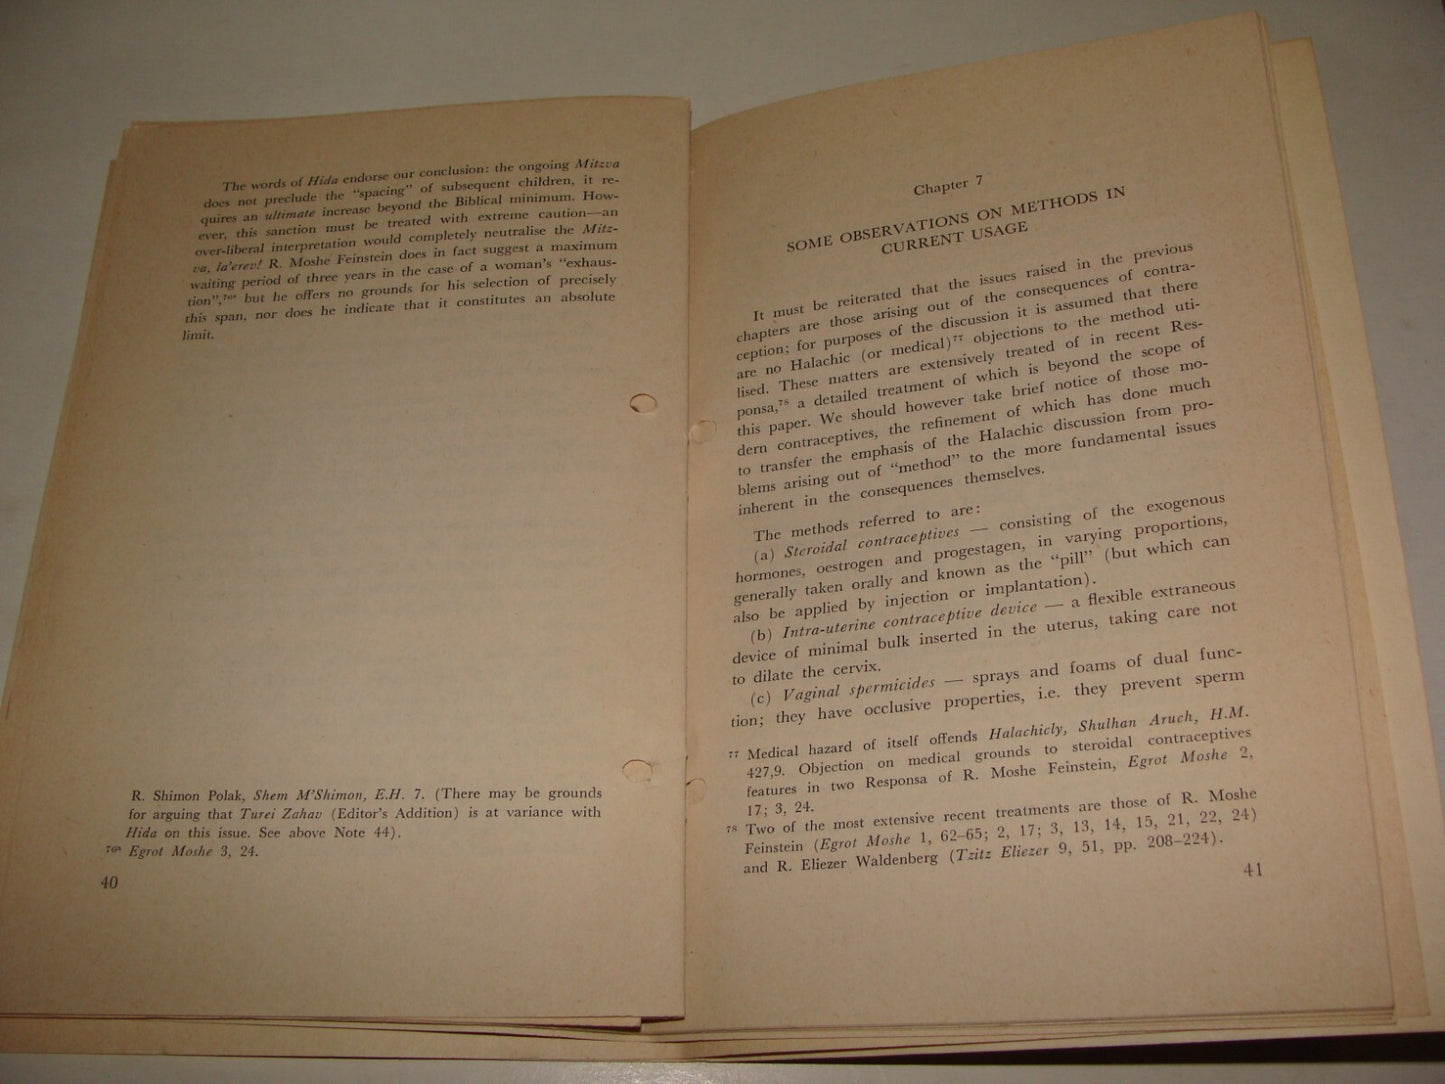 The words of Hida endorse our conclusion: the ongoing Mitzva
does not preclude the "spacing" of subsequent children, it re-
quires an ultimate increase beyond the Biblical minimum. How-
ever, this sanction must be treated with extreme caution—an
over-liberal interpretation would completely neutralise the Mitz-
va, la'erev! R. Moshe Feinstein does in fact suggest a maximum
waiting period of three years in the case of a woman's "exhaus-
tion",⁷⁶ᵃ but he offers no grounds for his selection of precisely
this span, nor does he indicate that it constitutes an absolute
limit.
R. Shimon Polak, Shem M'Shimon, E.H. 7. (There may be grounds
for arguing that Turei Zahav (Editor's Addition) is at variance with
Hida on this issue. See above Note 44).
⁷⁶ᵃ Egrot Moshe 3, 24.
40
Chapter 7
SOME OBSERVATIONS ON METHODS IN
CURRENT USAGE
It must be reiterated that the issues raised in the previous
chapters are those arising out of the consequences of contra-
ception; for purposes of the discussion it is assumed that there
are no Halachic (or medical)⁷⁷ objections to the method uti-
lised. These matters are extensively treated of in recent Res-
ponsa,⁷⁸ a detailed treatment of which is beyond the scope of
this paper. We should however take brief notice of those mo-
dern contraceptives, the refinement of which has done much
to transfer the emphasis of the Halachic discussion from pro-
blems arising out of "method" to the more fundamental issues
inherent in the consequences themselves.
The methods referred to are:
(a) Steroidal contraceptives — consisting of the exogenous
hormones, oestrogen and progestagen, in varying proportions,
generally taken orally and known as the "pill" (but which can
also be applied by injection or implantation).
(b) Intra-uterine contraceptive device — a flexible extraneous
device of minimal bulk inserted in the uterus, taking care not
to dilate the cervix.
(c) Vaginal spermicides — sprays and foams of dual func-
tion; they have occlusive properties, i.e. they prevent sperm
⁷⁷ Medical hazard of itself offends Halachicly, Shulhan Aruch, H.M.
427,9. Objection on medical grounds to steroidal contraceptives
features in two Responsa of R. Moshe Feinstein, Egrot Moshe 2,
17; 3, 24.
⁷⁸ Two of the most extensive recent treatments are those of R. Moshe
Feinstein (Egrot Moshe 1, 62–65; 2, 17; 3, 13, 14, 15, 21, 22, 24)
and R. Eliezer Waldenberg (Tzitz Eliezer 9, 51, pp. 208–224).
41